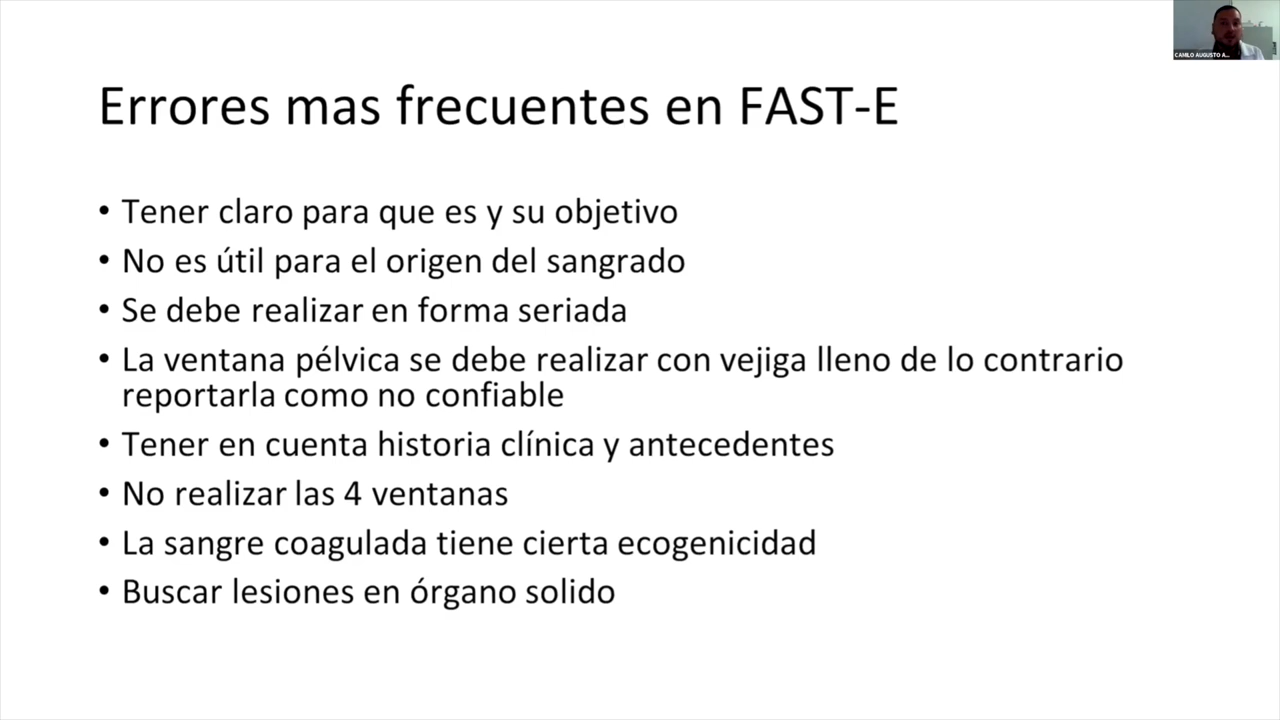 CAMILO AUGUSTO A...
Errores mas frecuentes en FAST-E
• Tener claro para que es y su objetivo
• No es útil para el origen del sangrado
• Se debe realizar en forma seriada
• La ventana pélvica se debe realizar con vejiga lleno de lo contrario
reportarla como no confiable
• Tener en cuenta historia clínica y antecedentes
• No realizar las 4 ventanas
• La sangre coagulada tiene cierta ecogenicidad
• Buscar lesiones en órgano solido